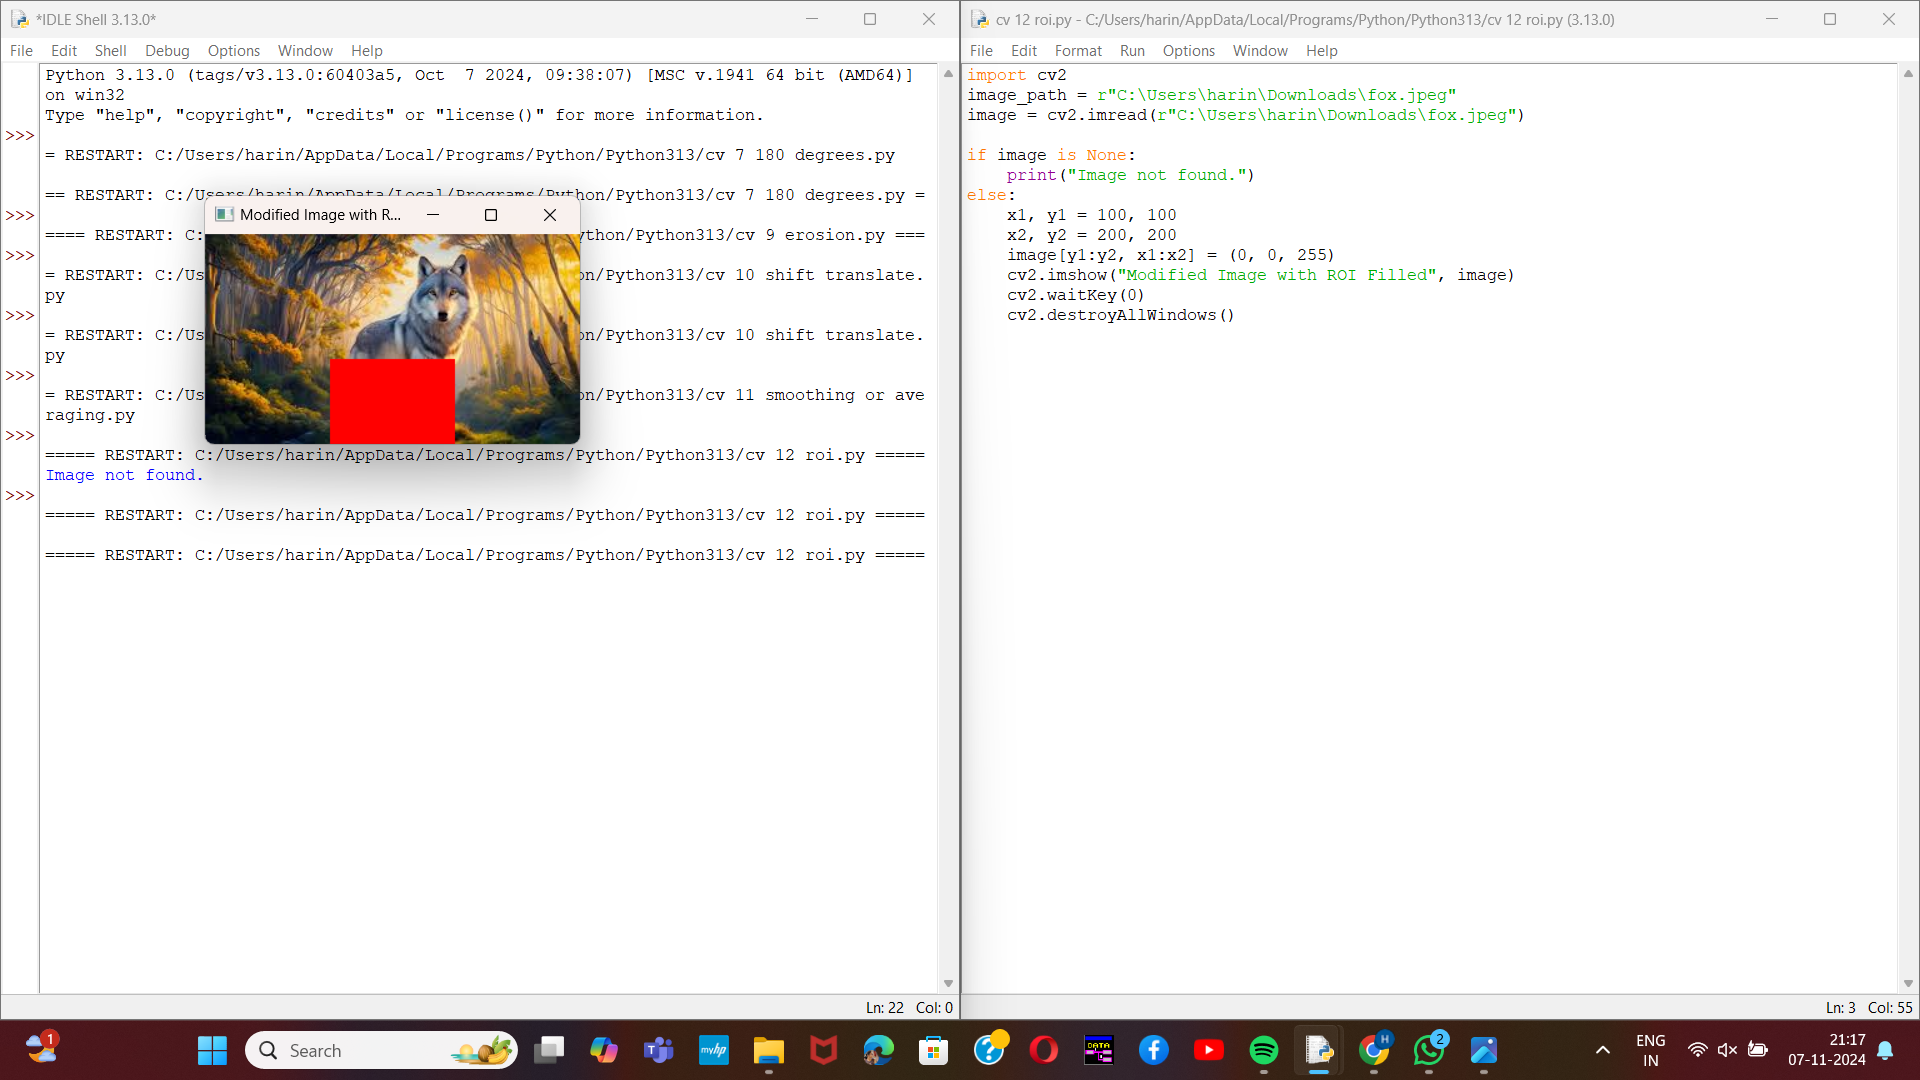 *IDLE Shell 3.13.0*
File Edit Shell Debug Options Window Help
Python 3.13.0 (tags/v3.13.0:60403a5, Oct  7 2024, 09:38:07) [MSC v.1941 64 bit (AMD64)]
on win32
Type "help", "copyright", "credits" or "license()" for more information.
>>>
= RESTART: C:/Users/harin/AppData/Local/Programs/Python/Python313/cv 7 180 degrees.py
== RESTART: C:/Users/harin/AppData/Local/Programs/Python/Python313/cv 7 180 degrees.py =
>>>
==== RESTART: C: ython/Python313/cv 9 erosion.py ===
>>>
= RESTART: C:/Us on/Python313/cv 10 shift translate.
py
>>>
= RESTART: C:/Us on/Python313/cv 10 shift translate.
py
>>>
= RESTART: C:/Us on/Python313/cv 11 smoothing or ave
raging.py
>>>
===== RESTART: C:/Users/harin/AppData/Local/Programs/Python/Python313/cv 12 roi.py =====
Image not found.
>>>
===== RESTART: C:/Users/harin/AppData/Local/Programs/Python/Python313/cv 12 roi.py =====
===== RESTART: C:/Users/harin/AppData/Local/Programs/Python/Python313/cv 12 roi.py =====
Modified Image with R...
Ln: 22 Col: 0
cv 12 roi.py - C:/Users/harin/AppData/Local/Programs/Python/Python313/cv 12 roi.py (3.13.0)
File Edit Format Run Options Window Help
import cv2
image_path = r"C:\Users\harin\Downloads\fox.jpeg"
image = cv2.imread(r"C:\Users\harin\Downloads\fox.jpeg")
if image is None:
    print("Image not found.")
else:
    x1, y1 = 100, 100
    x2, y2 = 200, 200
    image[y1:y2, x1:x2] = (0, 0, 255)
    cv2.imshow("Modified Image with ROI Filled", image)
    cv2.waitKey(0)
    cv2.destroyAllWindows()
Ln: 3 Col: 55
1
Search
myhp
DATA
H
2
ENG
IN
21:17
07-11-2024